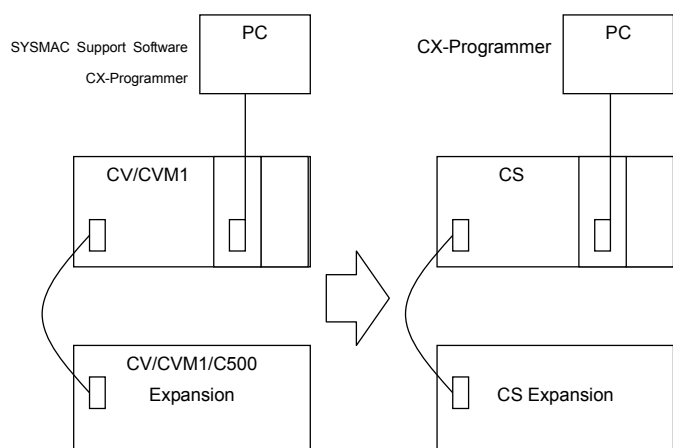 PC
SYSMAC Support Software
CX-Programmer
CV/CVM1
CV/CVM1/C500
Expansion
PC
CX-Programmer
CS
CS Expansion